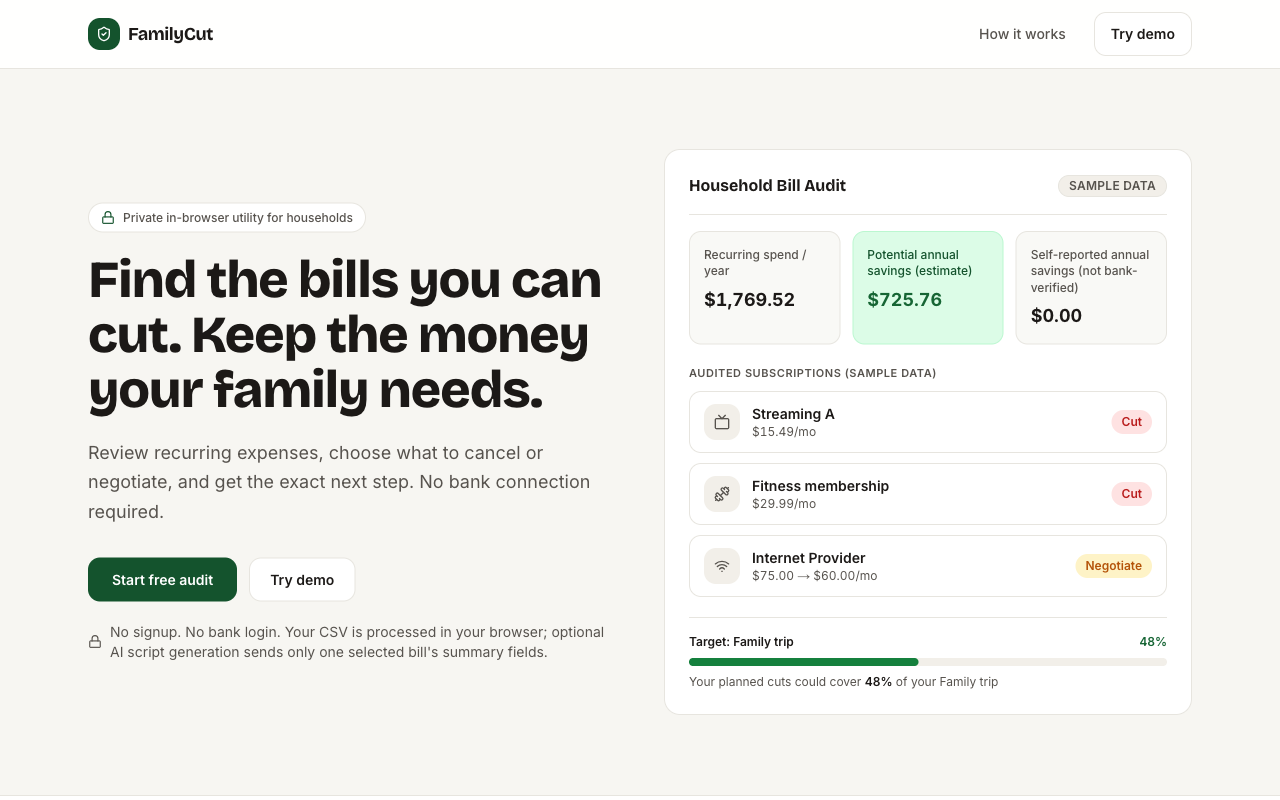 FamilyCut
How it works
Try demo
Private in-browser utility for households
Find the bills you can
cut. Keep the money
your family needs.
Review recurring expenses, choose what to cancel or
negotiate, and get the exact next step. No bank connection
required.
Start free audit
Try demo
No signup. No bank login. Your CSV is processed in your browser; optional
AI script generation sends only one selected bill's summary fields.
Household Bill Audit
SAMPLE DATA
Recurring spend /
year
$1,769.52
Potential annual
savings (estimate)
$725.76
Self-reported annual
savings (not bank-
verified)
$0.00
AUDITED SUBSCRIPTIONS (SAMPLE DATA)
Streaming A
$15.49/mo
Cut
Fitness membership
$29.99/mo
Cut
Internet Provider
$75.00 → $60.00/mo
Negotiate
Target: Family trip
48%
Your planned cuts could cover 48% of your Family trip